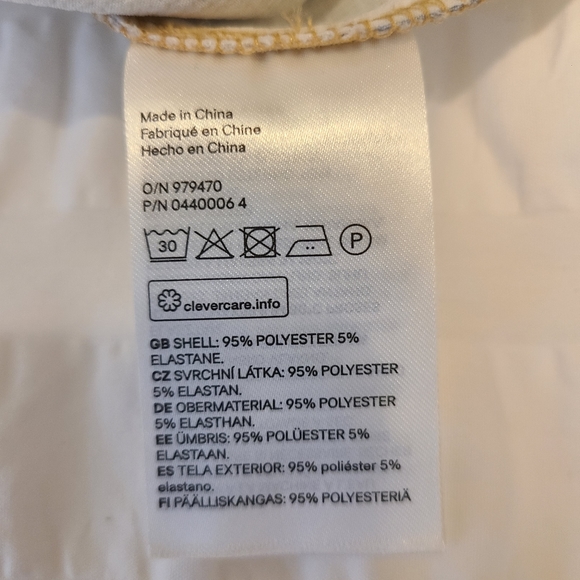 Made in China
Fabriqué en Chine
Hecho en China
O/N 979470
P/N 0440006 4
30 P
clevercare.info
GB SHELL: 95% POLYESTER 5%
ELASTANE.
CZ SVRCHNÍ LÁTKA: 95% POLYESTER
5% ELASTAN.
DE OBERMATERIAL: 95% POLYESTER
5% ELASTHAN.
EE ÜMBRIS: 95% POLÜESTER 5%
ELASTAAN.
ES TELA EXTERIOR: 95% poliéster 5%
elastano.
FI PÄÄLLISKANGAS: 95% POLYESTERIÄ